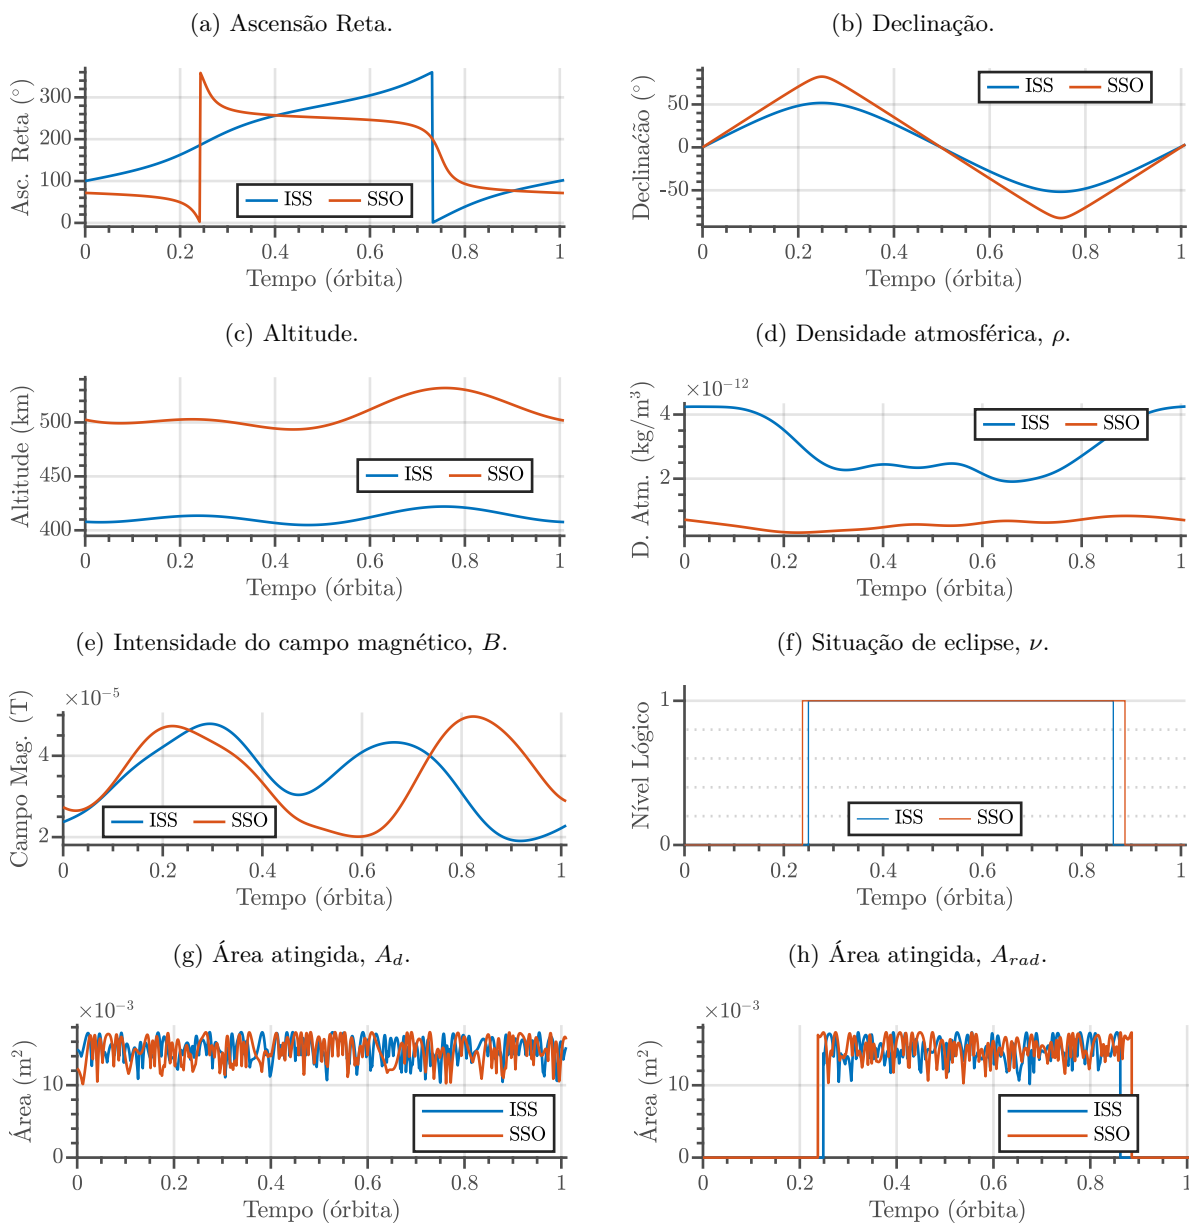 (a) Ascensão Reta.
Asc. Reta (°)
300
200
100
0
ISS SSO
0 0.2 0.4 0.6 0.8 1
Tempo (órbita)
(b) Declinação.
Declinação (°)
50
0
-50
ISS SSO
0 0.2 0.4 0.6 0.8 1
Tempo (órbita)
(c) Altitude.
Altitude (km)
500
450
400
ISS SSO
0 0.2 0.4 0.6 0.8 1
Tempo (órbita)
(d) Densidade atmosférica, ρ.
×10⁻¹²
D. Atm. (kg/m³)
4
2
ISS SSO
0 0.2 0.4 0.6 0.8 1
Tempo (órbita)
(e) Intensidade do campo magnético, B.
×10⁻⁵
Campo Mag. (T)
4
2
ISS SSO
0 0.2 0.4 0.6 0.8 1
Tempo (órbita)
(f) Situação de eclipse, ν.
Nível Lógico
1
0
ISS SSO
0 0.2 0.4 0.6 0.8 1
Tempo (órbita)
(g) Área atingida, A_d.
×10⁻³
Área (m²)
10
0
ISS
SSO
0 0.2 0.4 0.6 0.8 1
Tempo (órbita)
(h) Área atingida, A_rad.
×10⁻³
Área (m²)
10
0
ISS
SSO
0 0.2 0.4 0.6 0.8 1
Tempo (órbita)